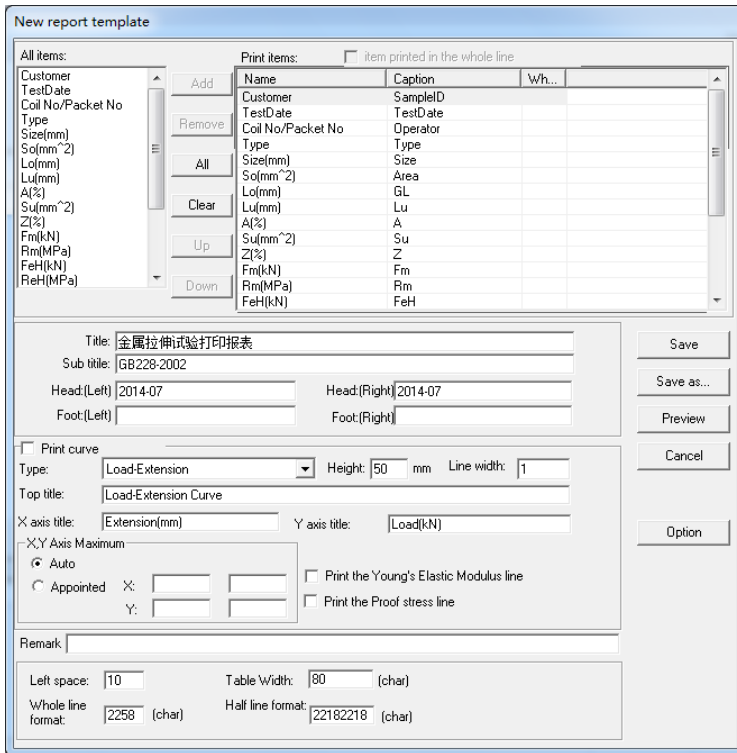 New report template
All items:
Print items:
item printed in the whole line
Customer
TestDate
Coil No/Packet No
Type
Size(mm)
So(mm^2)
Lo(mm)
Lu(mm)
A(%)
Su(mm^2)
Z(%)
Fm(kN)
Rm(MPa)
FeH(kN)
ReH(MPa)
Add
Remove
All
Clear
Up
Down
Name Caption Wh...
Customer SampleID
TestDate TestDate
Coil No/Packet No Operator
Type Type
Size(mm) Size
So(mm^2) Area
Lo(mm) GL
Lu(mm) Lu
A(%) A
Su(mm^2) Su
Z(%) Z
Fm(kN) Fm
Rm(MPa) Rm
FeH(kN) FeH
Title: 金属拉伸试验打印报表
Sub titile: GB228-2002
Head:(Left) 2014-07 Head:(Right) 2014-07
Foot:(Left) Foot:(Right)
Save
Save as...
Preview
Cancel
Option
Print curve
Type: Load-Extension Height: 50 mm Line width: 1
Top title: Load-Extension Curve
X axis title: Extension(mm) Y axis title: Load(kN)
X,Y Axis Maximum
Auto
Appointed X:
Y:
Print the Young's Elastic Modulus line
Print the Proof stress line
Remark
Left space: 10 Table Width: 80 (char)
Whole line format: 2258 (char) Half line format: 22182218 (char)